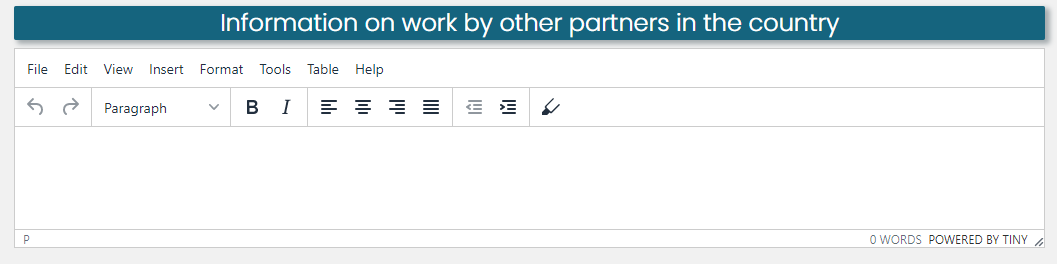 Information on work by other partners in the country
File Edit View Insert Format Tools Table Help
Paragraph B I
P 0 WORDS POWERED BY TINY